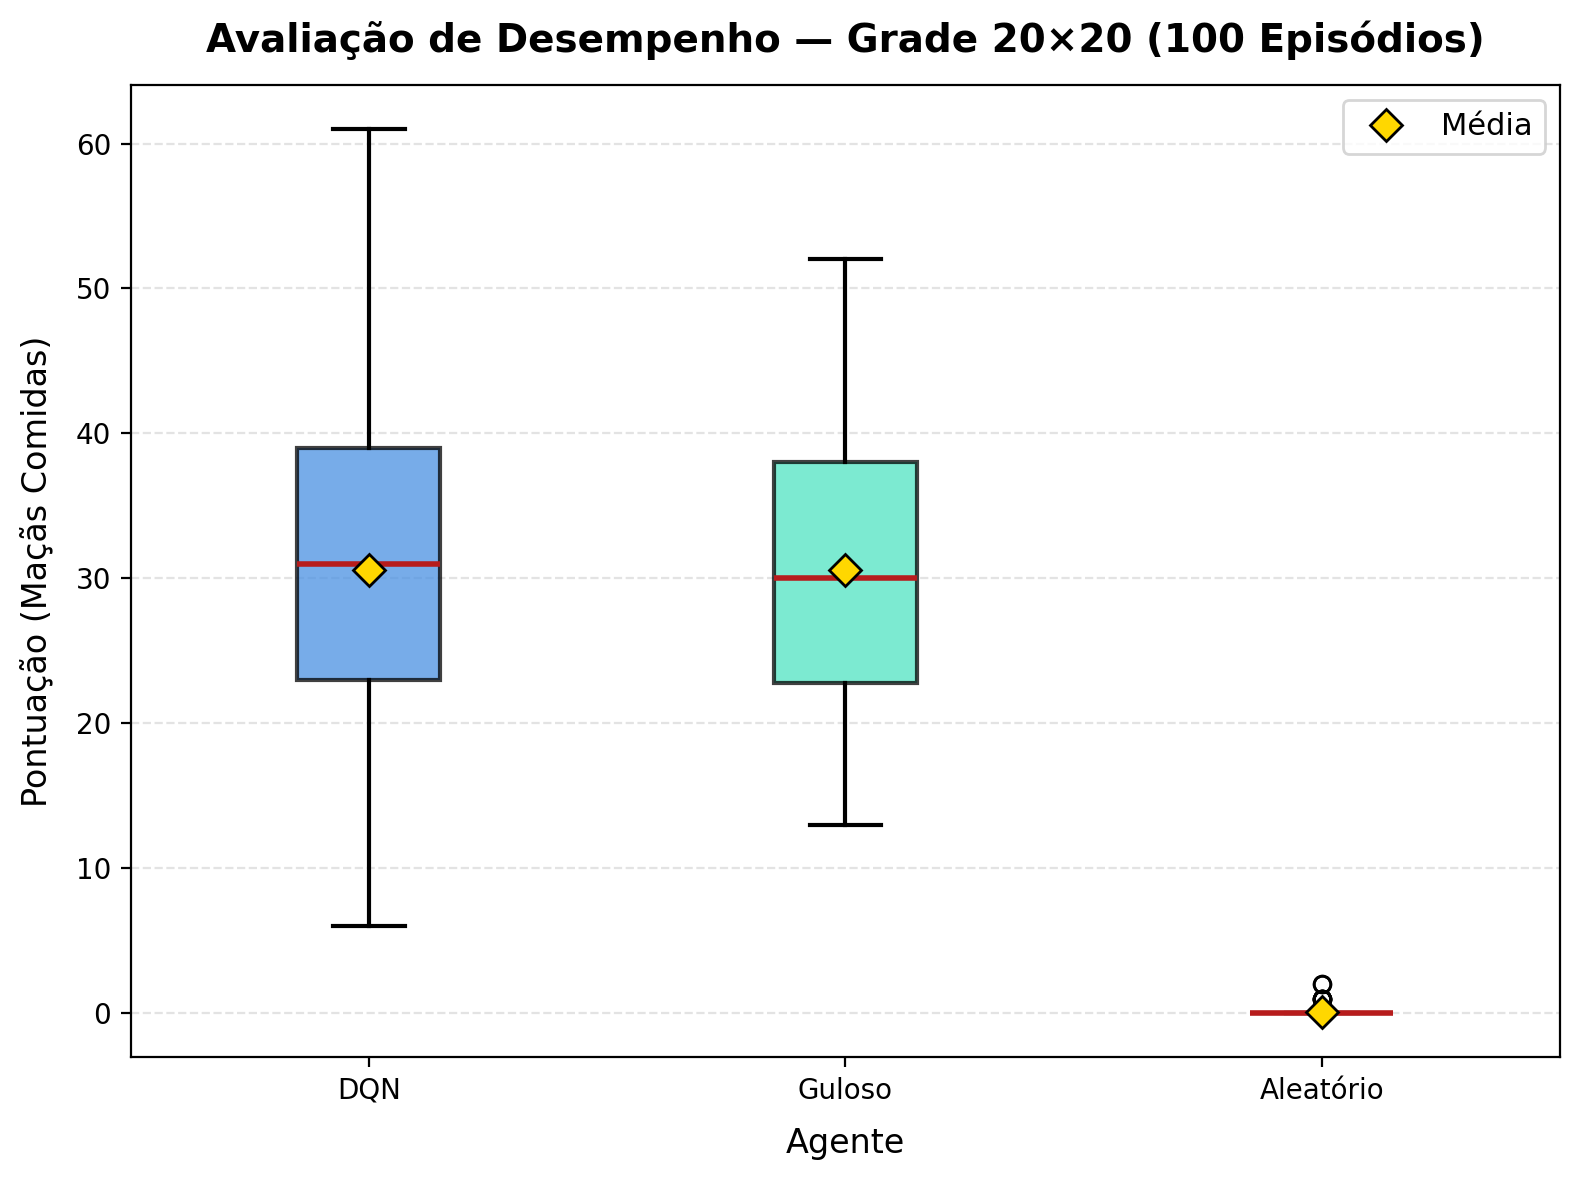 Avaliação de Desempenho — Grade 20×20 (100 Episódios)
Média
Pontuação (Maçãs Comidas)
60
50
40
30
20
10
0
DQN
Guloso
Aleatório
Agente